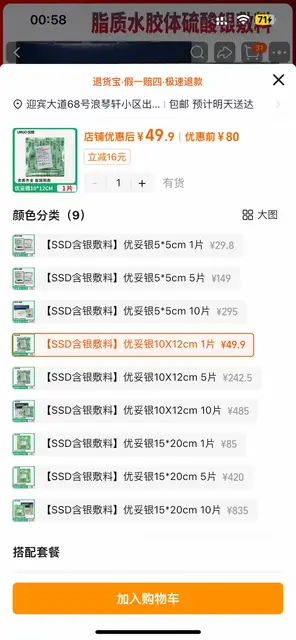 00:58
71
脂质水胶体硫酸银敷料
31
退货宝·假一赔四·极速退款
迎宾大道68号浪琴轩小区出... 包邮 预计明天送达
URGO
优妥银10*12CM
1片
店铺优惠后 ¥49.9 优惠前 ¥80
立减16元
- 1 + 有货
颜色分类（9）
大图
【SSD含银敷料】优妥银5*5cm 1片 ¥29.8
【SSD含银敷料】优妥银5*5cm 5片 ¥149
【SSD含银敷料】优妥银5*5cm 10片 ¥295
【SSD含银敷料】优妥银10X12cm 1片 ¥49.9
【SSD含银敷料】优妥银10X12cm 5片 ¥242.5
【SSD含银敷料】优妥银10X12cm 10片 ¥485
【SSD含银敷料】优妥银15*20cm 1片 ¥85
【SSD含银敷料】优妥银15*20cm 5片 ¥420
【SSD含银敷料】优妥银15*20cm 10片 ¥835
搭配套餐
加入购物车